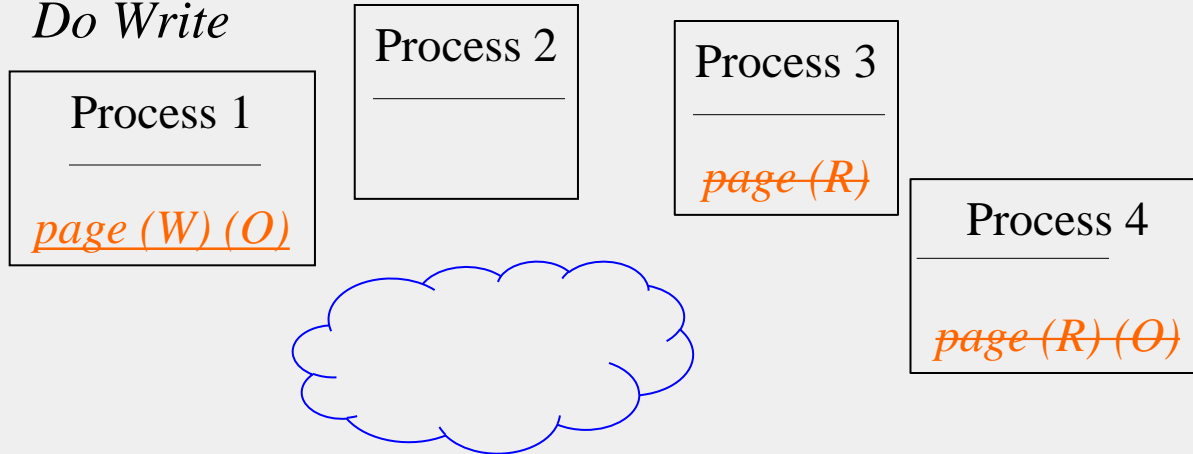 Do Write
Process 1
page (W) (O)
Process 2
Process 3
page (R)
Process 4
page (R) (O)